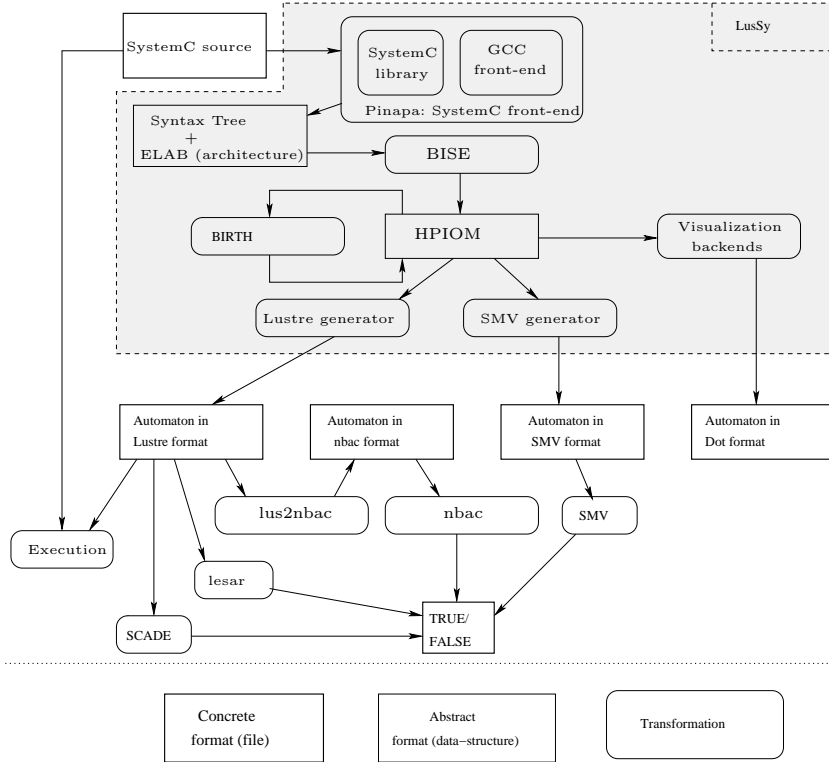 LusSy
SystemC source
SystemC
library
GCC
front-end
Pinapa: SystemC front-end
Syntax Tree
+
ELAB (architecture)
BISE
BIRTH
HPIOM
Visualization
backends
Lustre generator
SMV generator
Automaton in
Lustre format
Automaton in
nbac format
Automaton in
SMV format
Automaton in
Dot format
lus2nbac
nbac
SMV
Execution
lesar
SCADE
TRUE/
FALSE
Concrete
format (file)
Abstract
format (data-structure)
Transformation